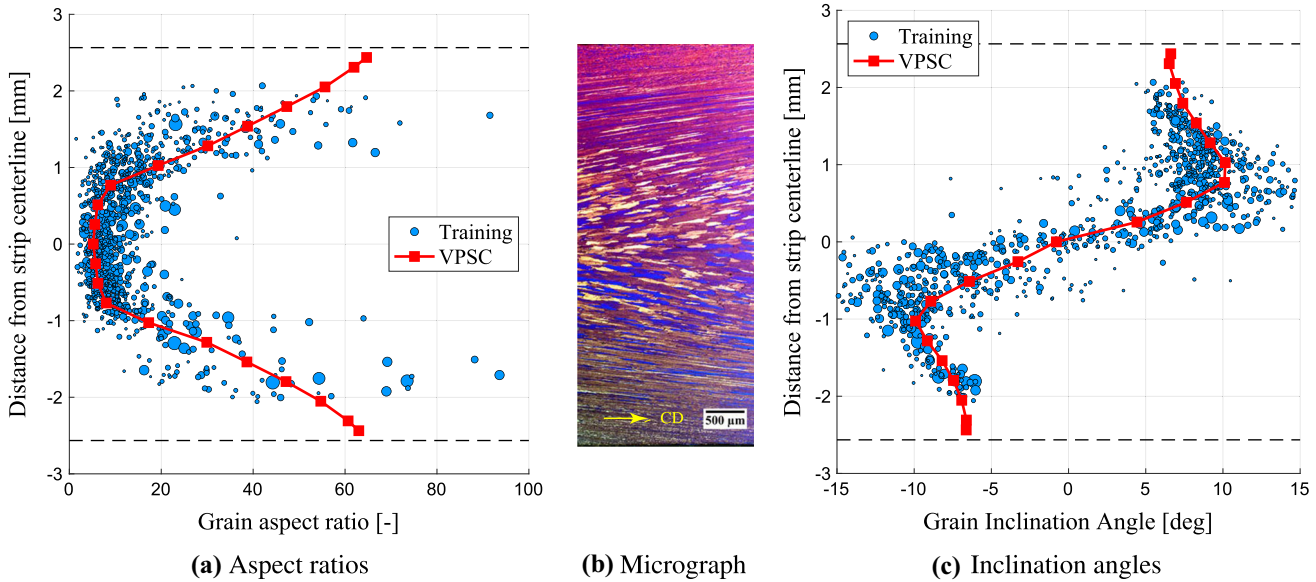 3
2
1
0
-1
-2
-3
0
20
40
60
80
100
Distance from strip centerline [mm]
Grain aspect ratio [-]
Training
VPSC
(a) Aspect ratios
CD
500 µm
(b) Micrograph
3
2
1
0
-1
-2
-3
-15
-10
-5
0
5
10
15
Distance from strip centerline [mm]
Grain Inclination Angle [deg]
Training
VPSC
(c) Inclination angles